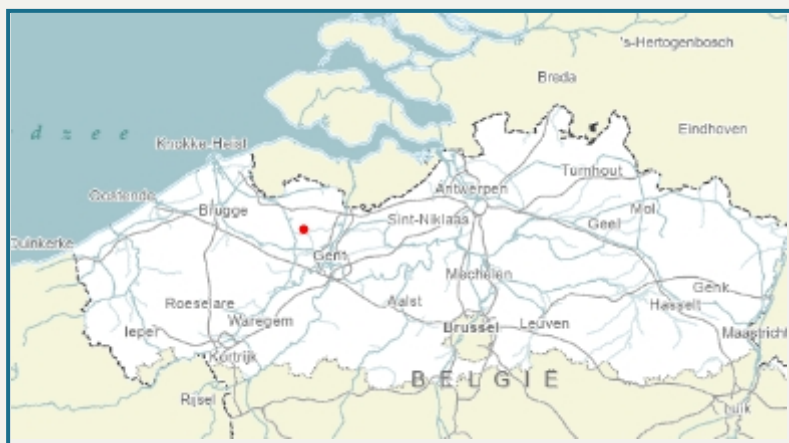 's-Hertogenbosch
Breda
dzee
Eindhoven
Knokke-Heist
Turnhout
Antwerpen
Oostende
Brugge
Mol
Sint-Niklaas
Geel
Duinkerke
Gent
Mechelen
Genk
Roeselare
Aalst
Hasselt
Waregem
Brussel
Leuven
Ieper
Maastricht
Kortrijk
BELGIË
Rijsel
Luik